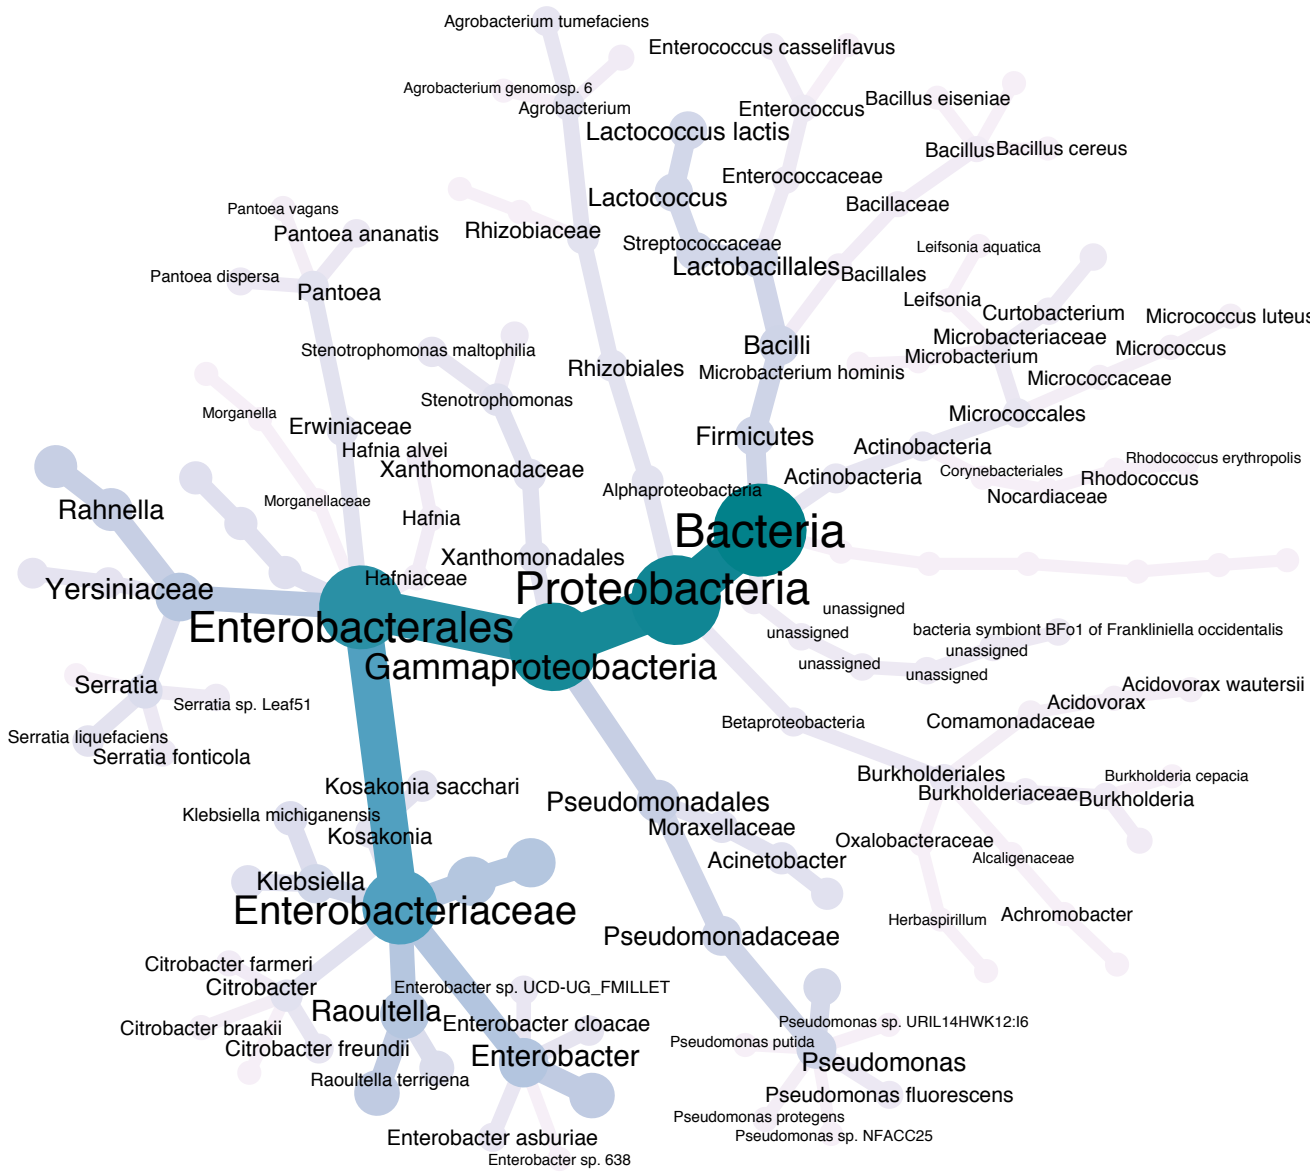 Agrobacterium tumefaciens
Enterococcus casseliflavus
Agrobacterium genomosp. 6
Agrobacterium
Enterococcus
Bacillus eiseniae
Lactococcus lactis
Bacillus
Bacillus cereus
Enterococcaceae
Lactococcus
Bacillaceae
Pantoea vagans
Pantoea ananatis
Rhizobiaceae
Streptococcaceae
Leifsonia aquatica
Lactobacillales
Bacillales
Pantoea dispersa
Pantoea
Leifsonia
Curtobacterium
Micrococcus luteus
Microbacteriaceae
Bacilli
Micrococcus
Stenotrophomonas maltophilia
Microbacterium
Rhizobiales
Microbacterium hominis
Micrococcaceae
Stenotrophomonas
Morganella
Micrococcales
Erwiniaceae
Firmicutes
Hafnia alvei
Actinobacteria
Xanthomonadaceae
Rhodococcus erythropolis
Corynebacteriales
Actinobacteria
Rhodococcus
Alphaproteobacteria
Nocardiaceae
Morganellaceae
Rahnella
Hafnia
Bacteria
Xanthomonadales
Hafniaceae
Yersiniaceae
Proteobacteria
unassigned
Enterobacterales
unassigned
bacteria symbiont BFo1 of Frankliniella occidentalis
unassigned
Gammaproteobacteria
unassigned
unassigned
Serratia
Acidovorax wautersii
Serratia sp. Leaf51
Acidovorax
Betaproteobacteria
Comamonadaceae
Serratia liquefaciens
Serratia fonticola
Burkholderiales
Burkholderia cepacia
Kosakonia sacchari
Burkholderiaceae
Burkholderia
Pseudomonadales
Klebsiella michiganensis
Moraxellaceae
Kosakonia
Oxalobacteraceae
Acinetobacter
Alcaligenaceae
Klebsiella
Enterobacteriaceae
Herbaspirillum
Achromobacter
Pseudomonadaceae
Citrobacter farmeri
Citrobacter
Enterobacter sp. UCD-UG_FMILLET
Raoultella
Enterobacter cloacae
Pseudomonas sp. URIL14HWK12:I6
Citrobacter braakii
Pseudomonas putida
Citrobacter freundii
Enterobacter
Pseudomonas
Raoultella terrigena
Pseudomonas fluorescens
Pseudomonas protegens
Enterobacter asburiae
Pseudomonas sp. NFACC25
Enterobacter sp. 638